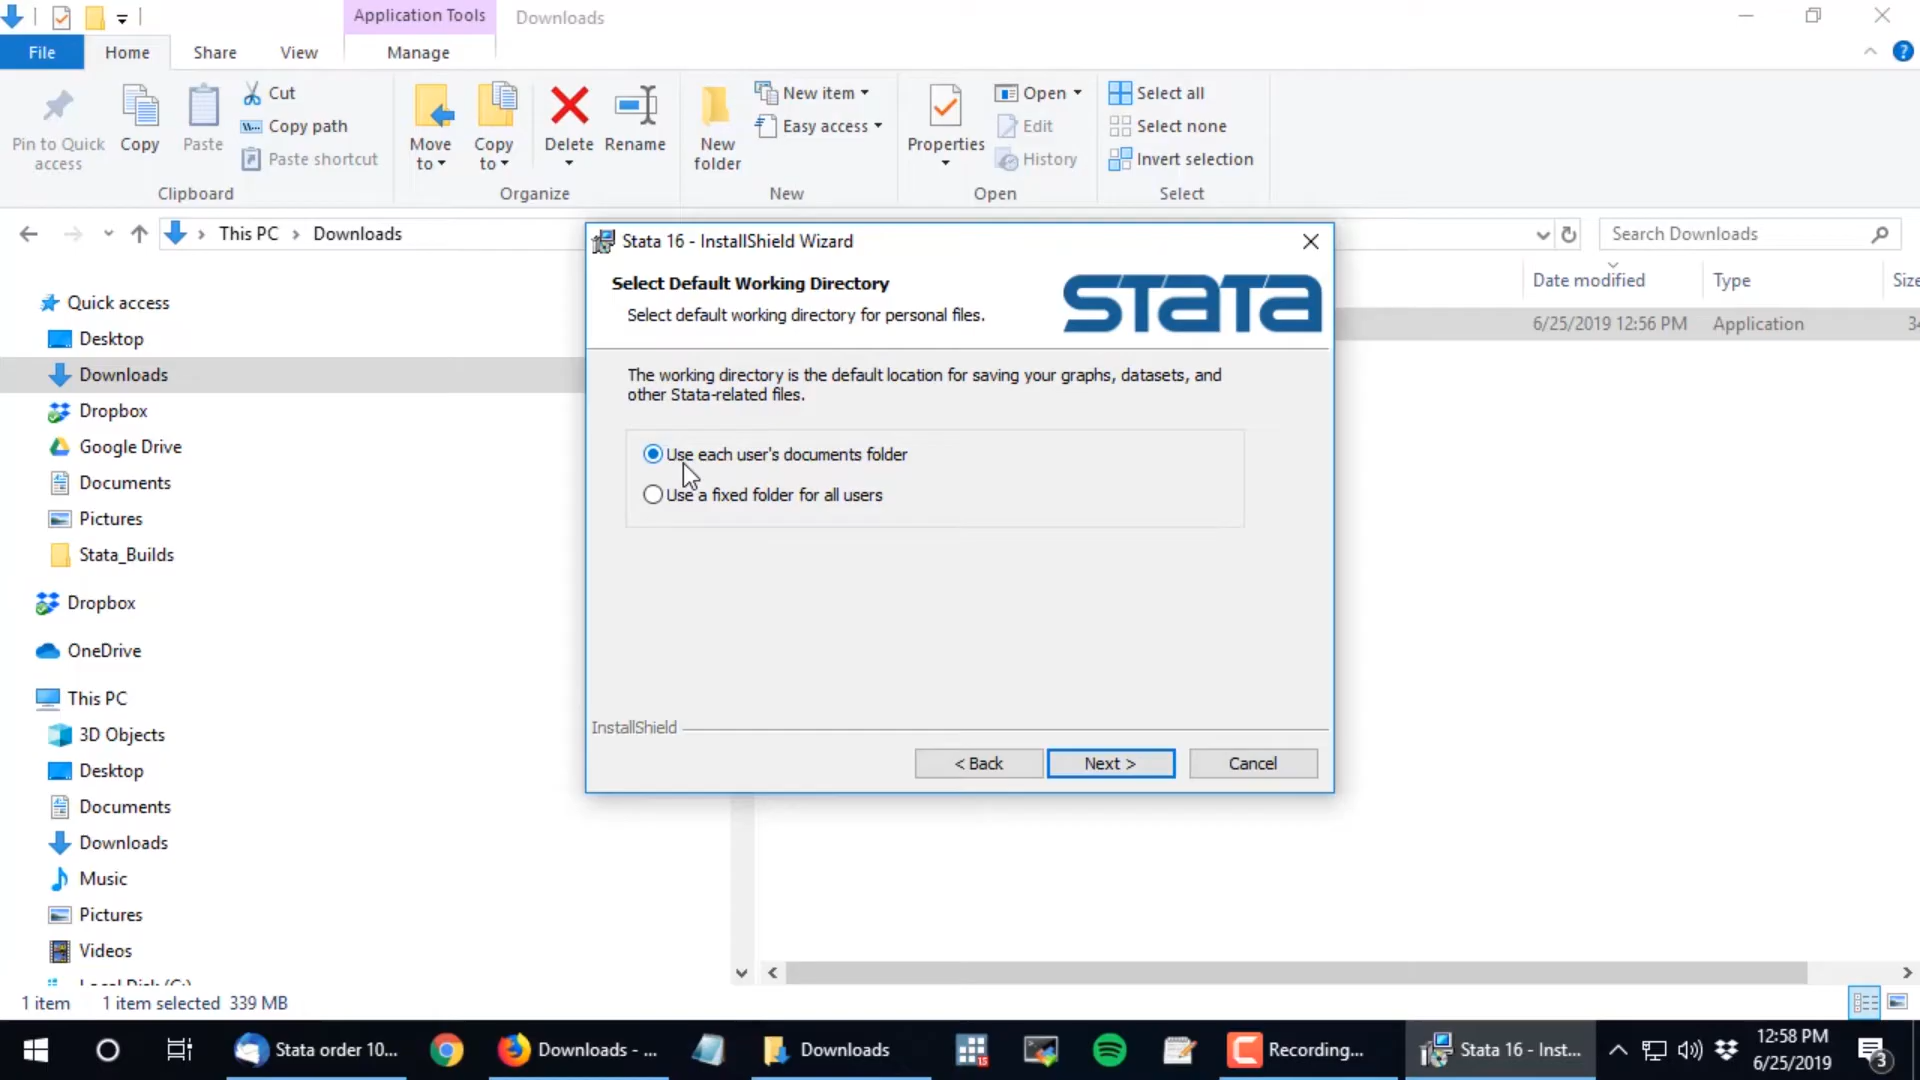 Application Tools
Downloads
File
Home
Share
View
Manage
Pin to Quick
access
Copy
Paste
Cut
Copy path
Paste shortcut
Clipboard
Move
to
Copy
to
Delete
Rename
Organize
New
folder
New item
Easy access
New
Properties
Open
Edit
History
Open
Select all
Select none
Invert selection
Select
This PC
Downloads
Search Downloads
Date modified
Type
6/25/2019 12:56 PM
Application
Quick access
Desktop
Downloads
Dropbox
Google Drive
Documents
Pictures
Stata_Builds
Dropbox
OneDrive
This PC
3D Objects
Desktop
Documents
Downloads
Music
Pictures
Videos
Stata 16 - InstallShield Wizard
Select Default Working Directory
Select default working directory for personal files.
STATA
The working directory is the default location for saving your graphs, datasets, and
other Stata-related files.
Use each user's documents folder
Use a fixed folder for all users
InstallShield
< Back
Next >
Cancel
1 item
1 item selected 339 MB
Stata order 10...
Downloads - ...
Downloads
15
Recording...
Stata 16 - Inst...
12:58 PM
6/25/2019
3